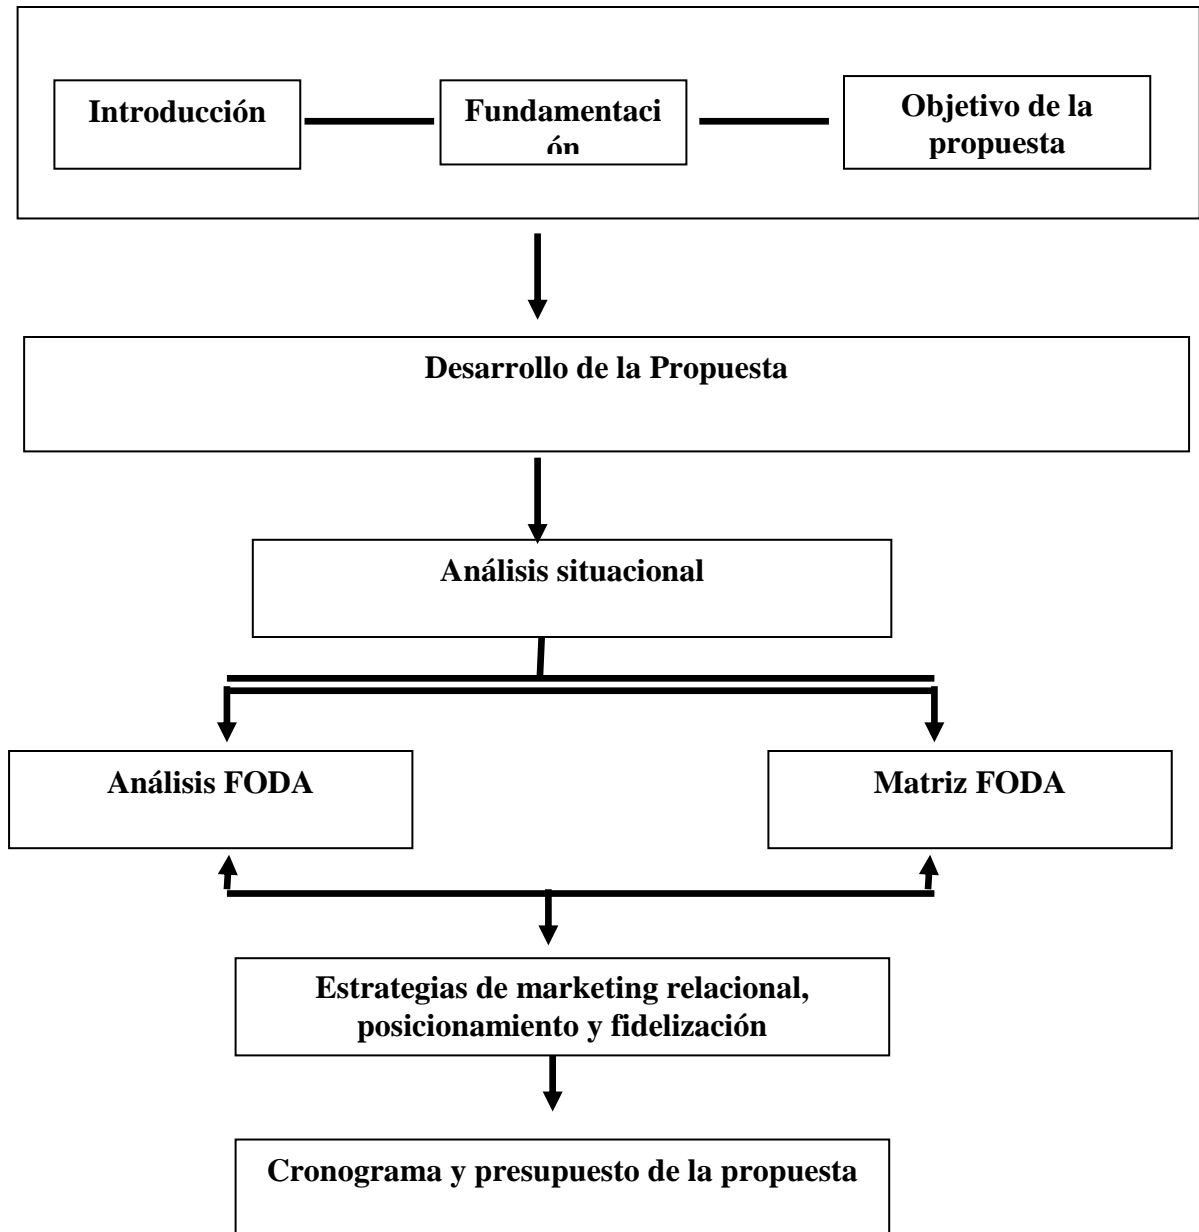 Introducción
Fundamentaci
ón
Objetivo de la
propuesta
Desarrollo de la Propuesta
Análisis situacional
Análisis FODA
Matriz FODA
Estrategias de marketing relacional,
posicionamiento y fidelización
Cronograma y presupuesto de la propuesta